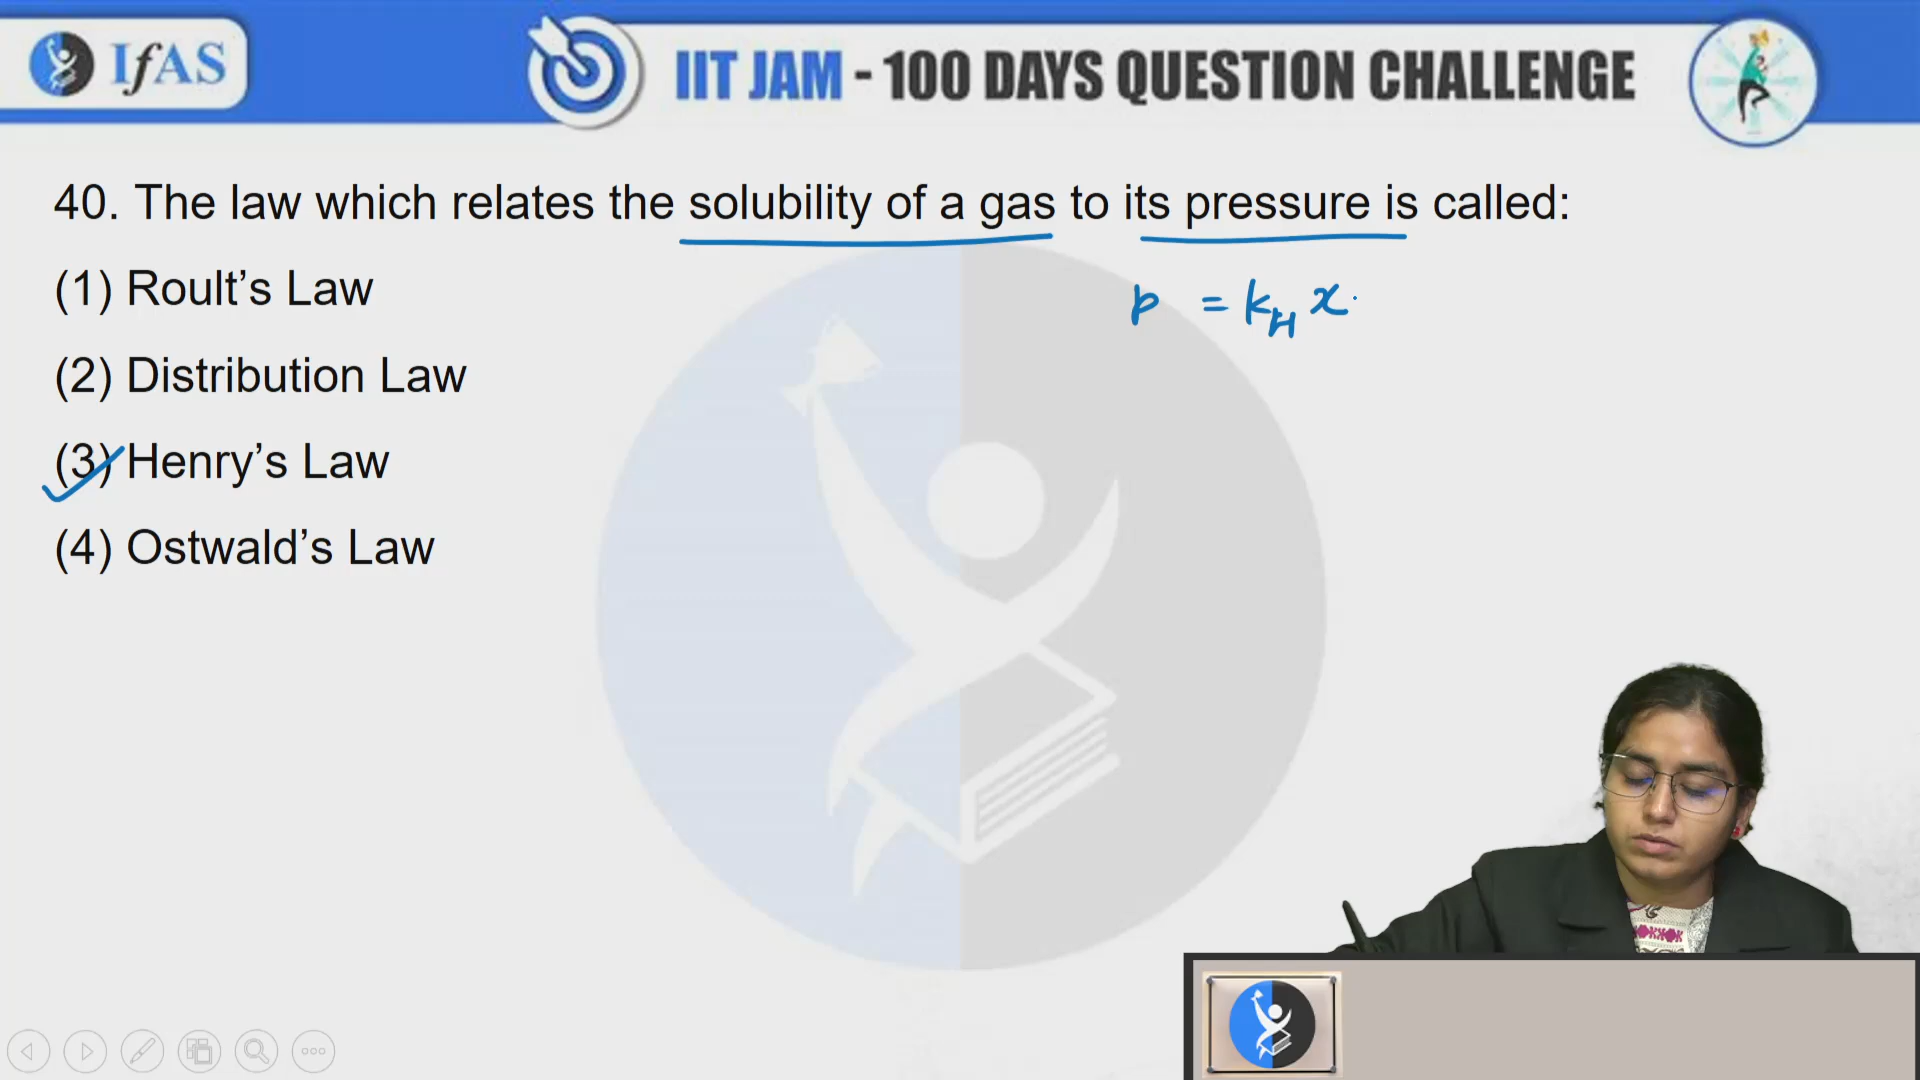 IfAS
IIT JAM - 100 DAYS QUESTION CHALLENGE
40. The law which relates the solubility of a gas to its pressure is called:
(1) Roult’s Law
p = kH x
(2) Distribution Law
(3) Henry’s Law
(4) Ostwald’s Law